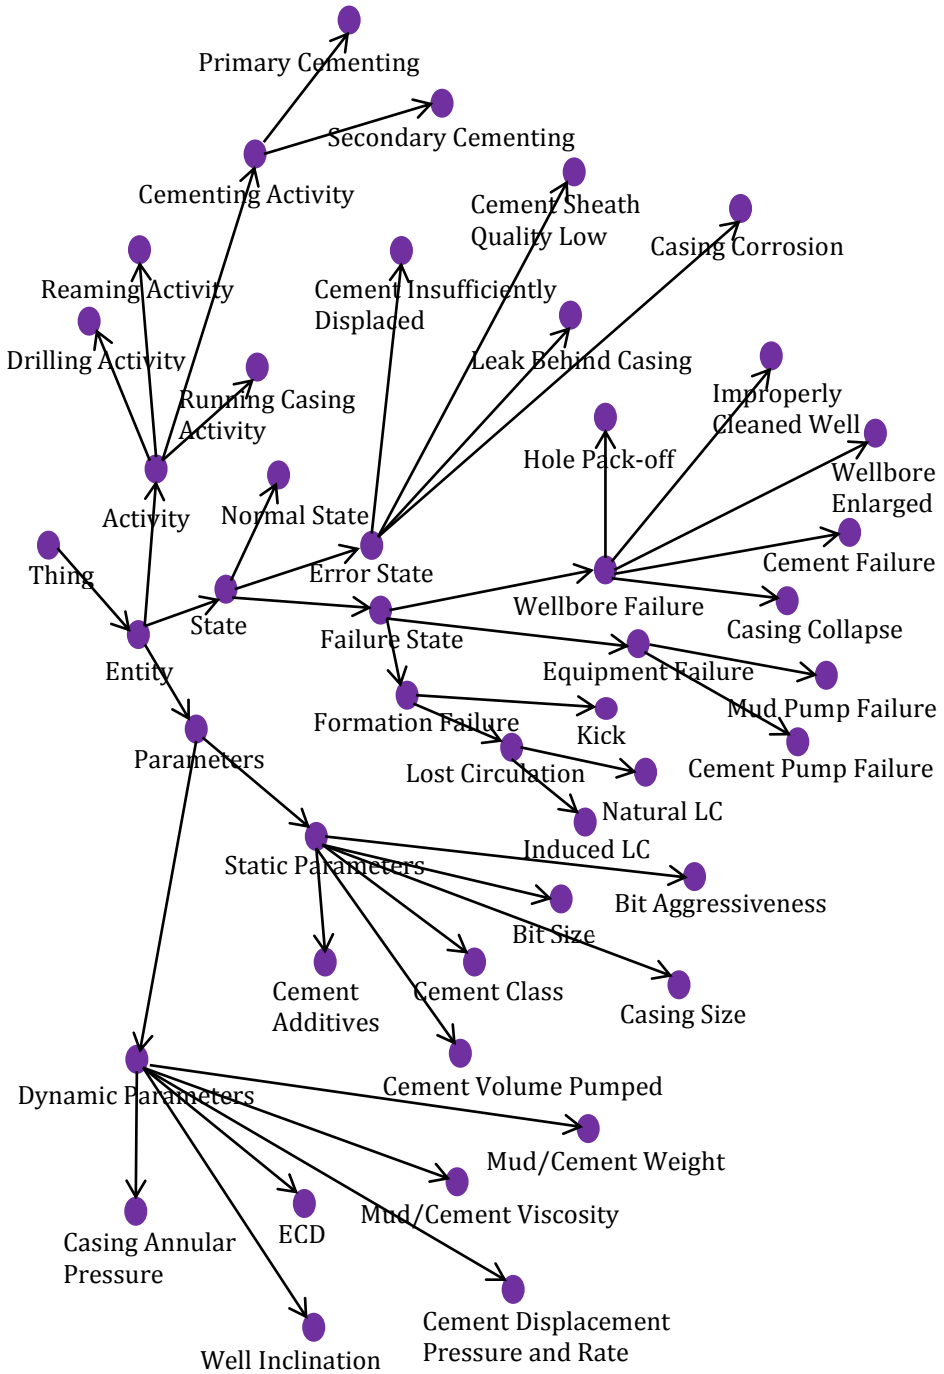 Primary Cementing
Secondary Cementing
Cementing Activity
Cement Sheath
Quality Low
Casing Corrosion
Reaming Activity
Cement Insufficiently
Displaced
Drilling Activity
Leak Behind Casing
Running Casing
Activity
Improperly
Cleaned Well
Hole Pack-off
Wellbore
Enlarged
Activity
Normal State
Thing
Error State
Cement Failure
Wellbore Failure
State
Failure State
Casing Collapse
Entity
Equipment Failure
Mud Pump Failure
Formation Failure
Kick
Parameters
Lost Circulation
Cement Pump Failure
Natural LC
Induced LC
Static Parameters
Bit Aggressiveness
Bit Size
Cement
Additives
Cement Class
Casing Size
Cement Volume Pumped
Dynamic Parameters
Mud/Cement Weight
Mud/Cement Viscosity
ECD
Casing Annular
Pressure
Cement Displacement
Pressure and Rate
Well Inclination